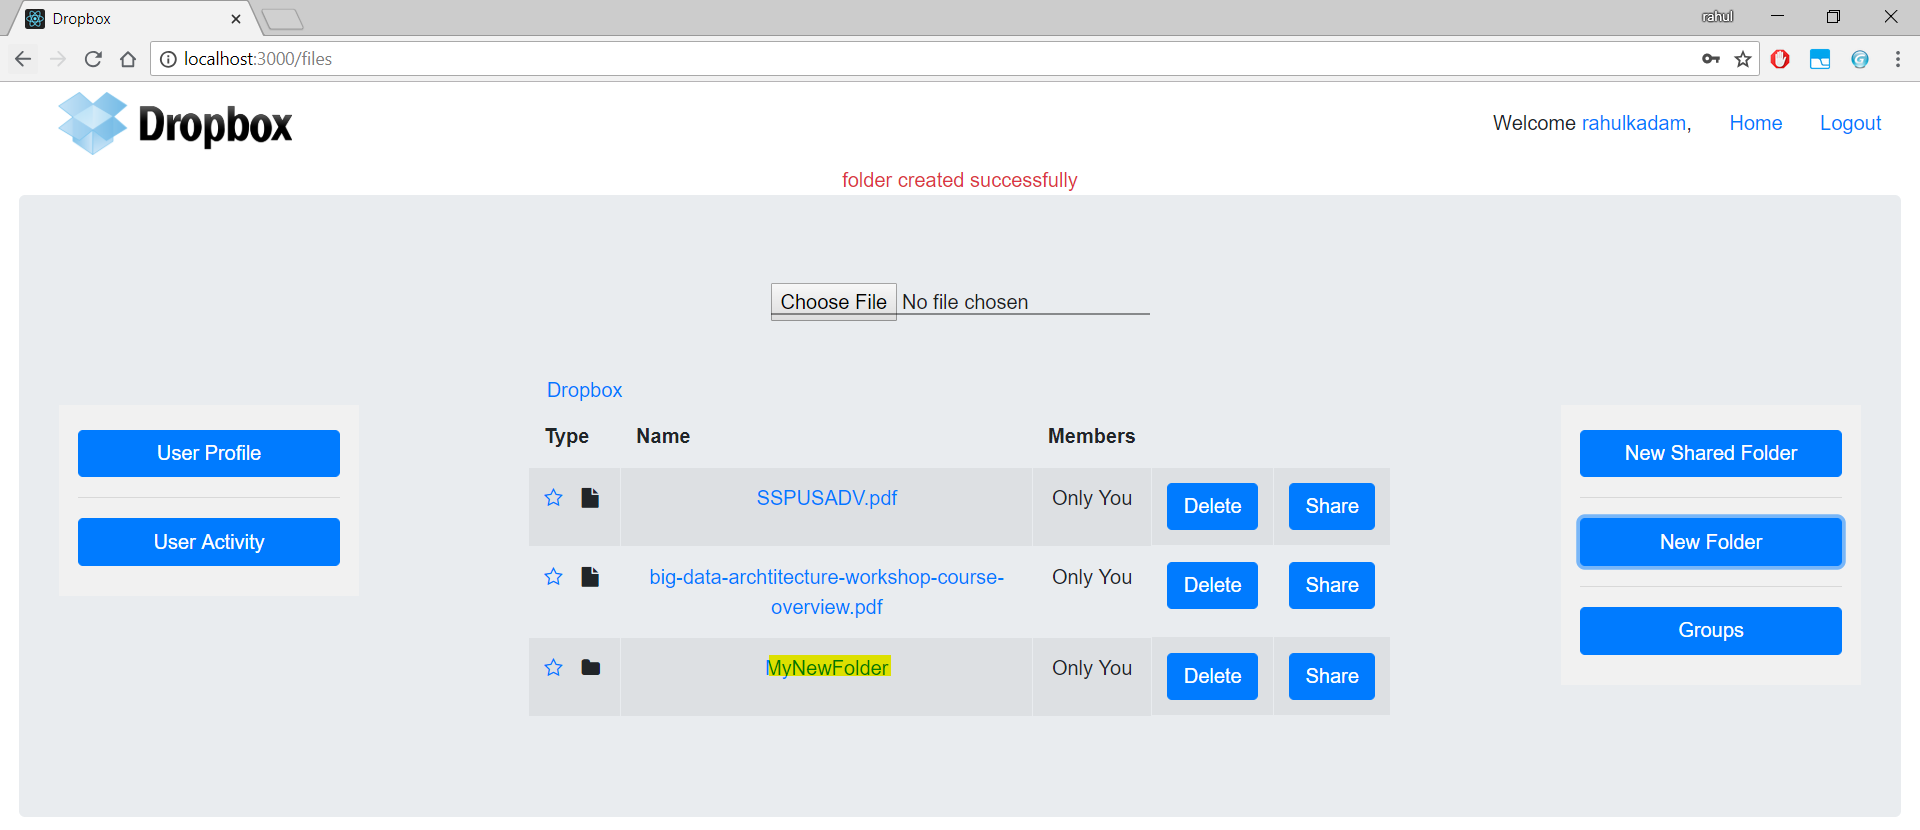 Dropbox
rahul
localhost:3000/files
Dropbox
Welcome rahulkadam, Home Logout
folder created successfully
Choose File No file chosen
Dropbox
Type Name Members
User Profile
User Activity
SSPUSADV.pdf Only You Delete Share
big-data-archtitecture-workshop-course-
overview.pdf Only You Delete Share
MyNewFolder Only You Delete Share
New Shared Folder
New Folder
Groups